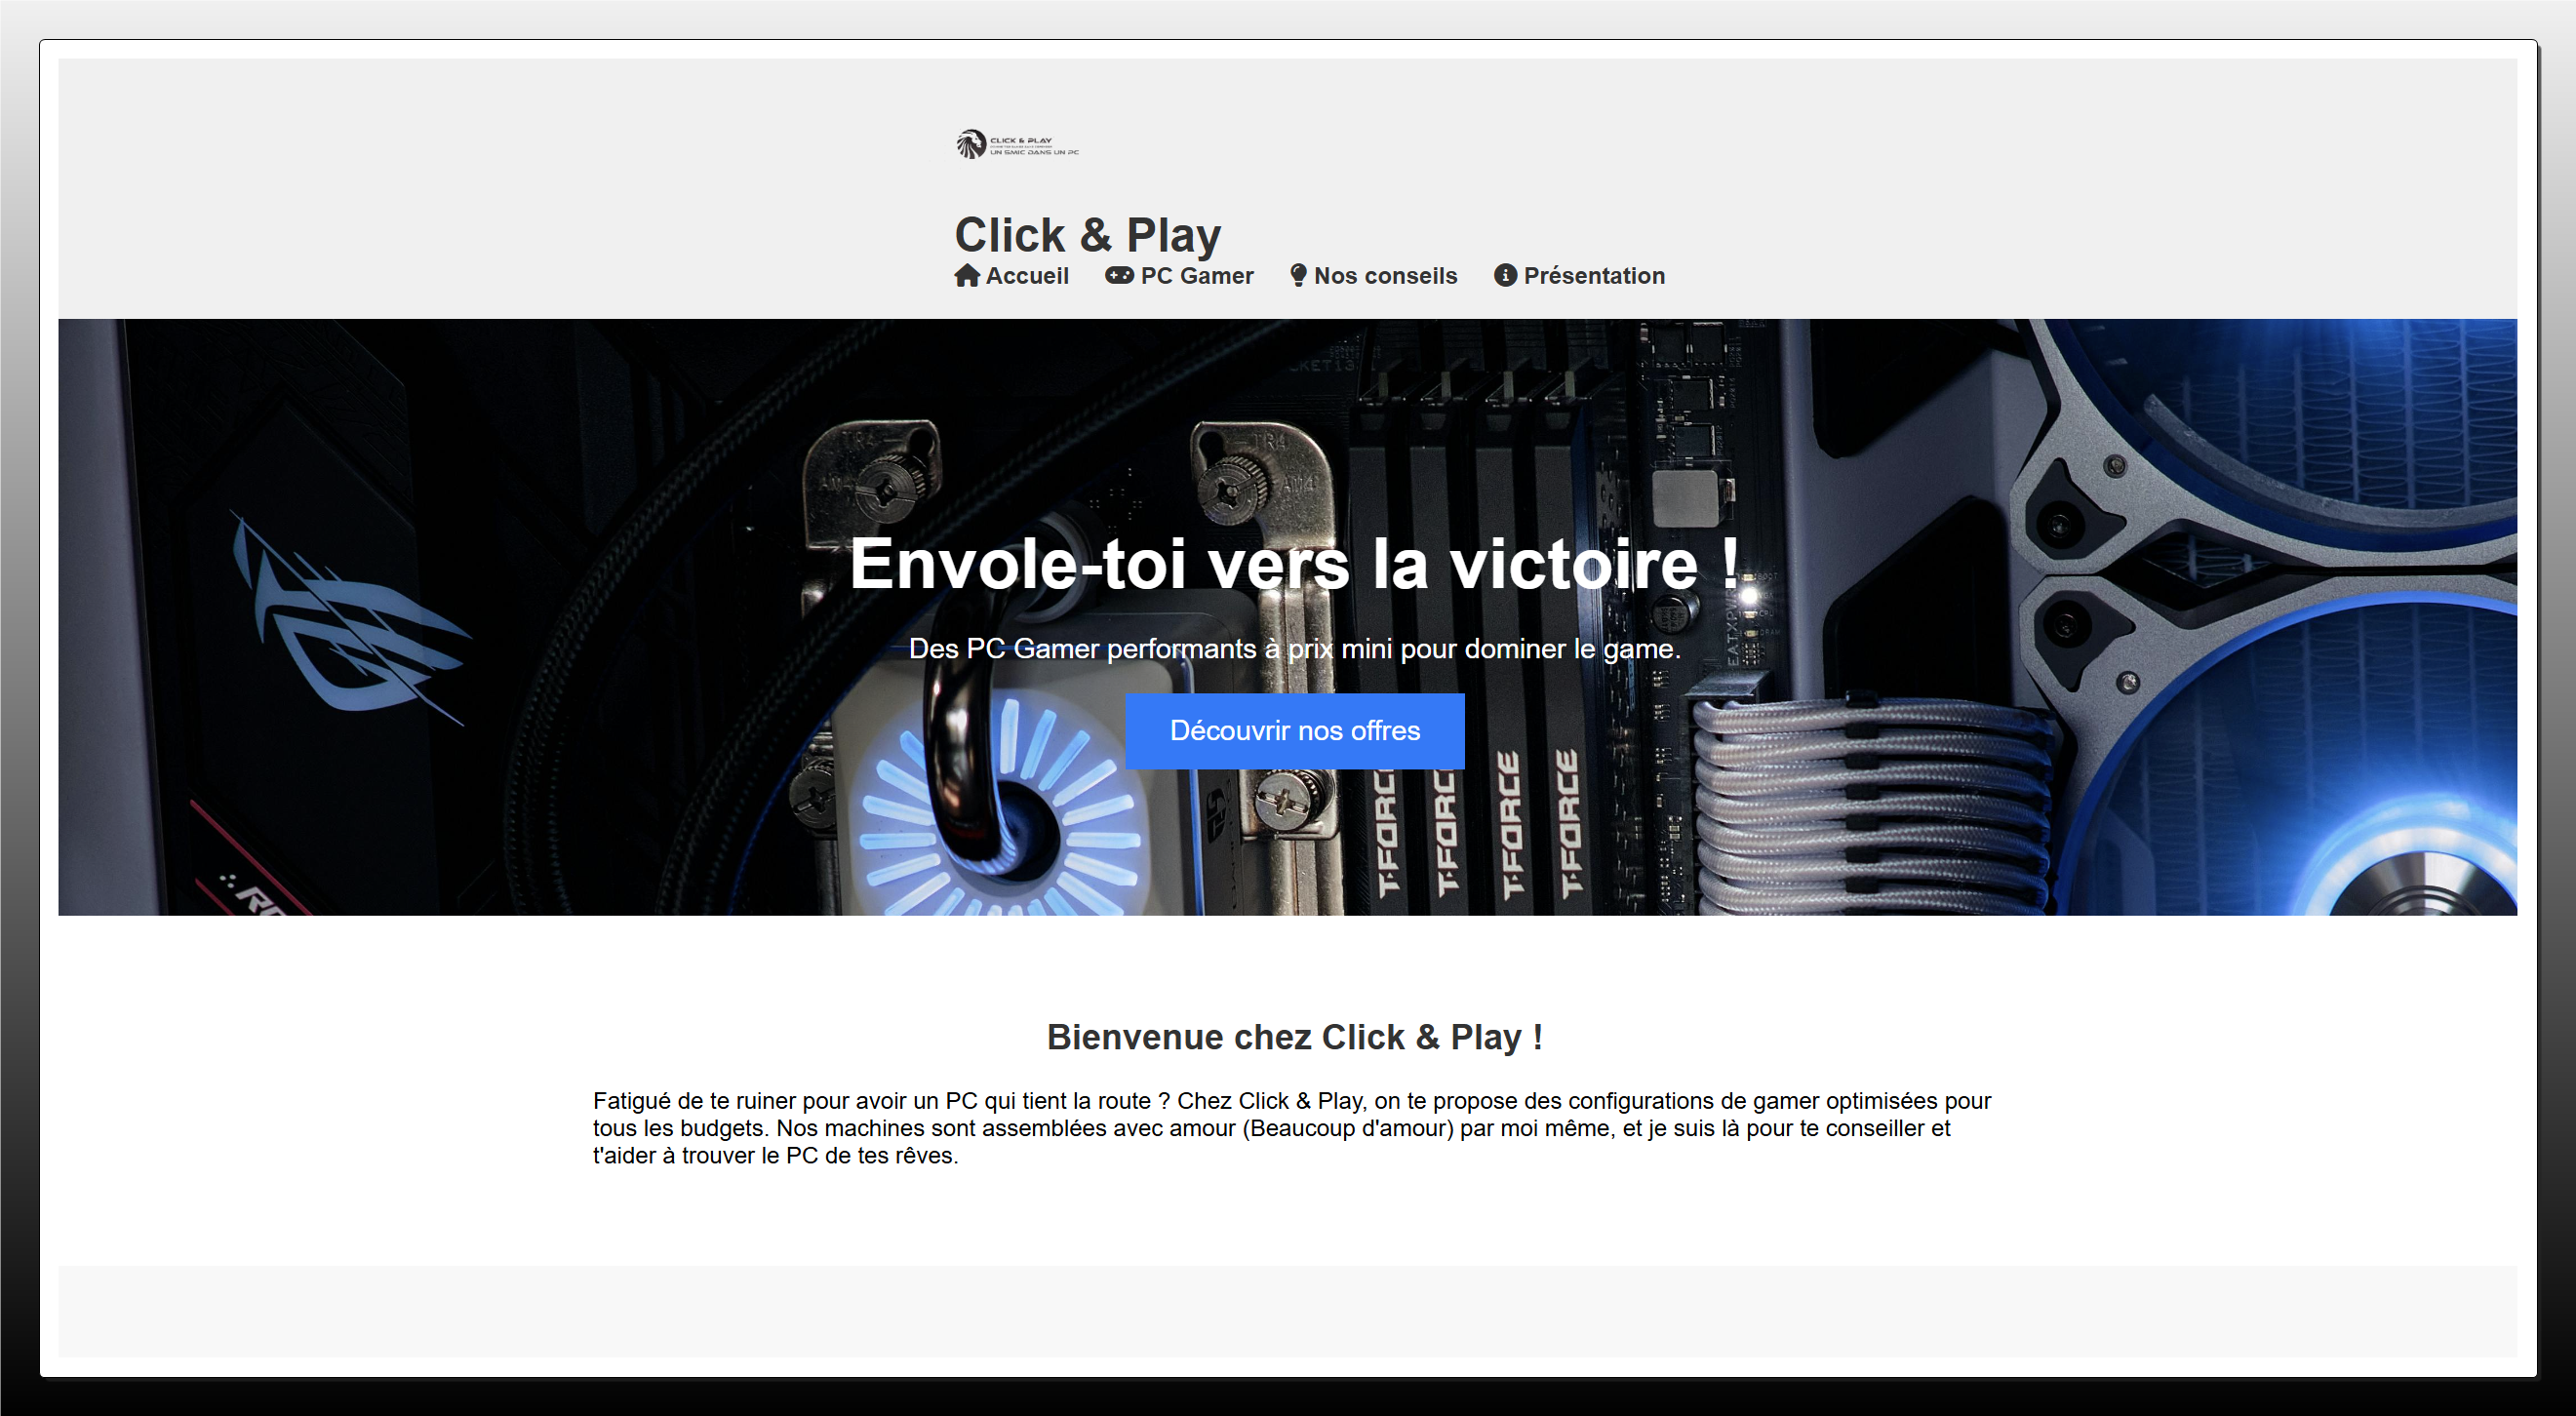 CLICK & PLAY
UN SMIC DANS UN PC
Click & Play
Accueil PC Gamer Nos conseils Présentation
TR4
TR4
AM4
AM4
Envole-toi vers la victoire !
Des PC Gamer performants à prix mini pour dominer le game.
Découvrir nos offres
T-FORCE
T-FORCE
T-FORCE
T-FORCE
Bienvenue chez Click & Play !
Fatigué de te ruiner pour avoir un PC qui tient la route ? Chez Click & Play, on te propose des configurations de gamer optimisées pour
tous les budgets. Nos machines sont assemblées avec amour (Beaucoup d'amour) par moi même, et je suis là pour te conseiller et
t'aider à trouver le PC de tes rêves.